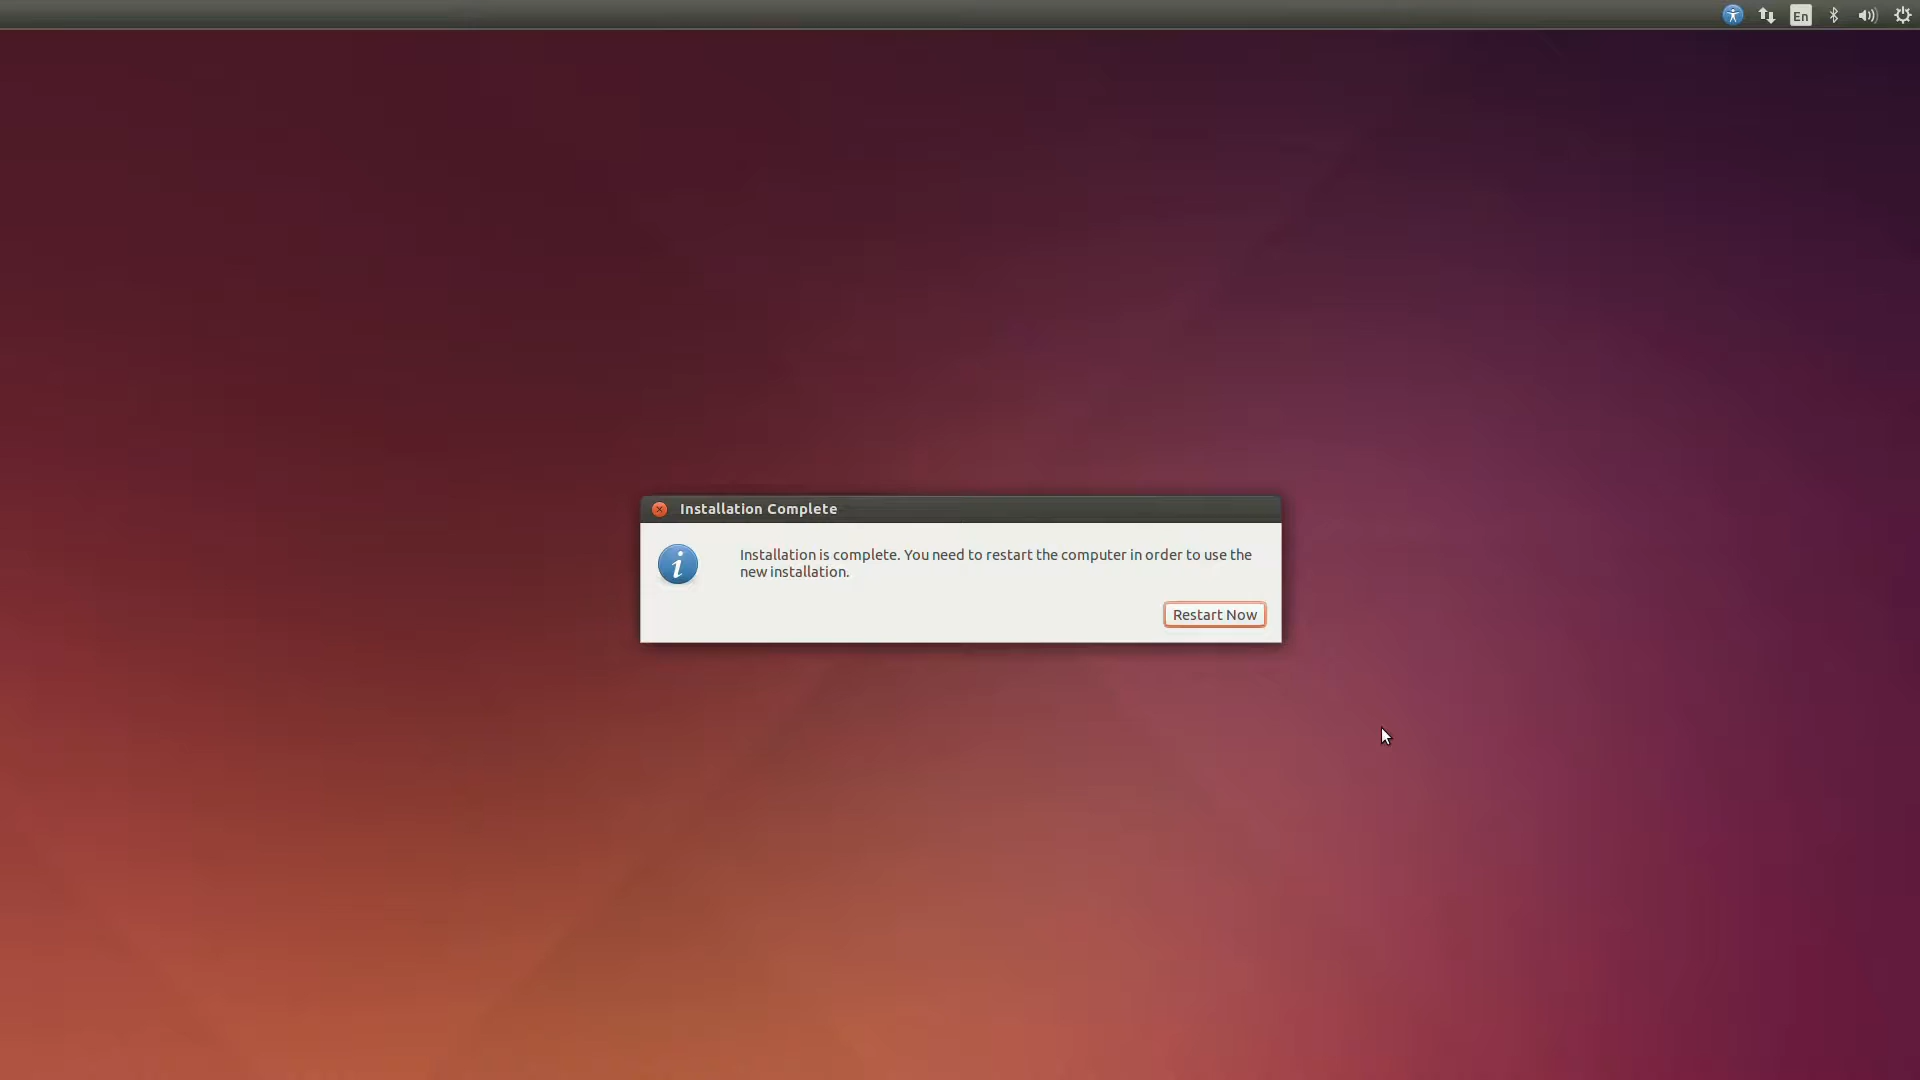 En
Installation Complete
Installation is complete. You need to restart the computer in order to use the
new installation.
Restart Now